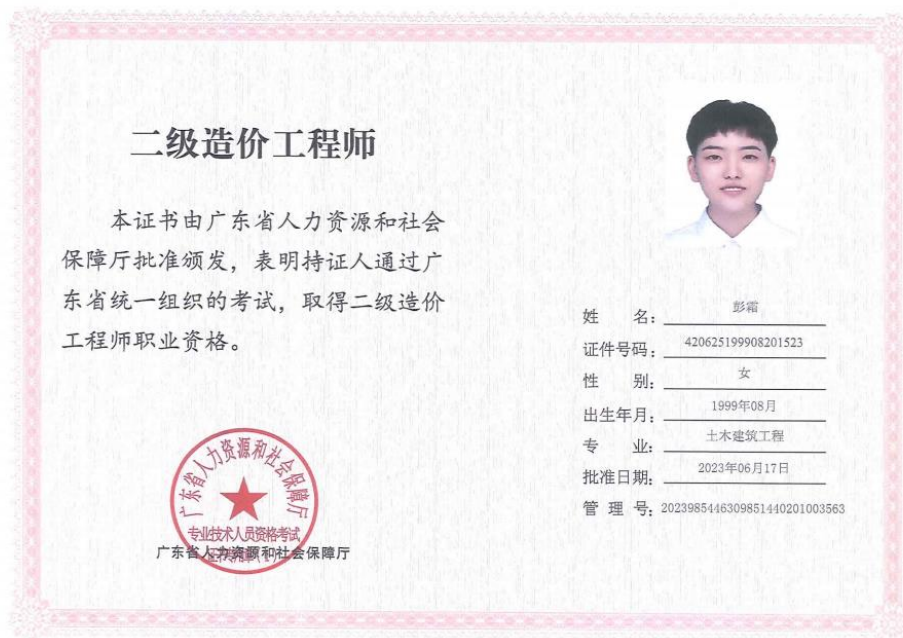 二级造价工程师
本证书由广东省人力资源和社会
保障厅批准颁发，表明持证人通过广
东省统一组织的考试，取得二级造价
工程师职业资格。
广东省人力资源和社会保障厅
专业技术人员资格考试
广东省人力资源和社会保障厅
姓 名：彭霜
证件号码：420625199908201523
性 别：女
出生年月：1999年08月
专 业：土木建筑工程
批准日期：2023年06月17日
管 理 号：20239854463098514402010​03563